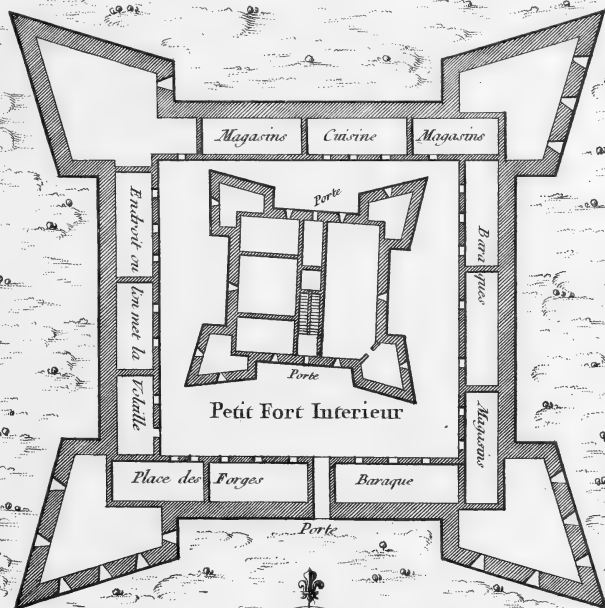 Magasins
Cuisine
Magasins
Porte
Endroit ou lion met la Volaille
Baraques
Porte
Petit Fort Interieur
Magasins
Place des Forges
Baraque
Porte